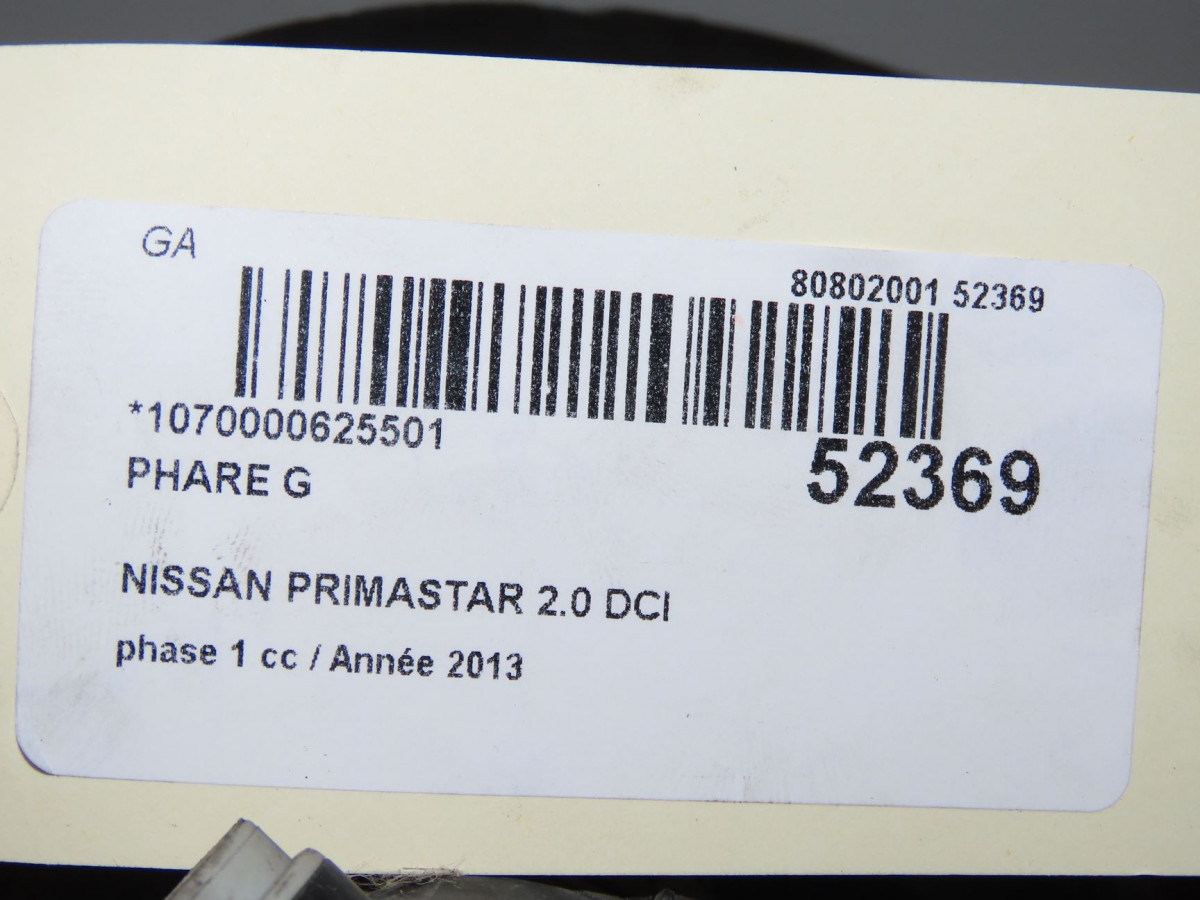 GA
80802001 52369
*1070000625501
52369
PHARE G
NISSAN PRIMASTAR 2.0 DCI
phase 1 cc / Année 2013